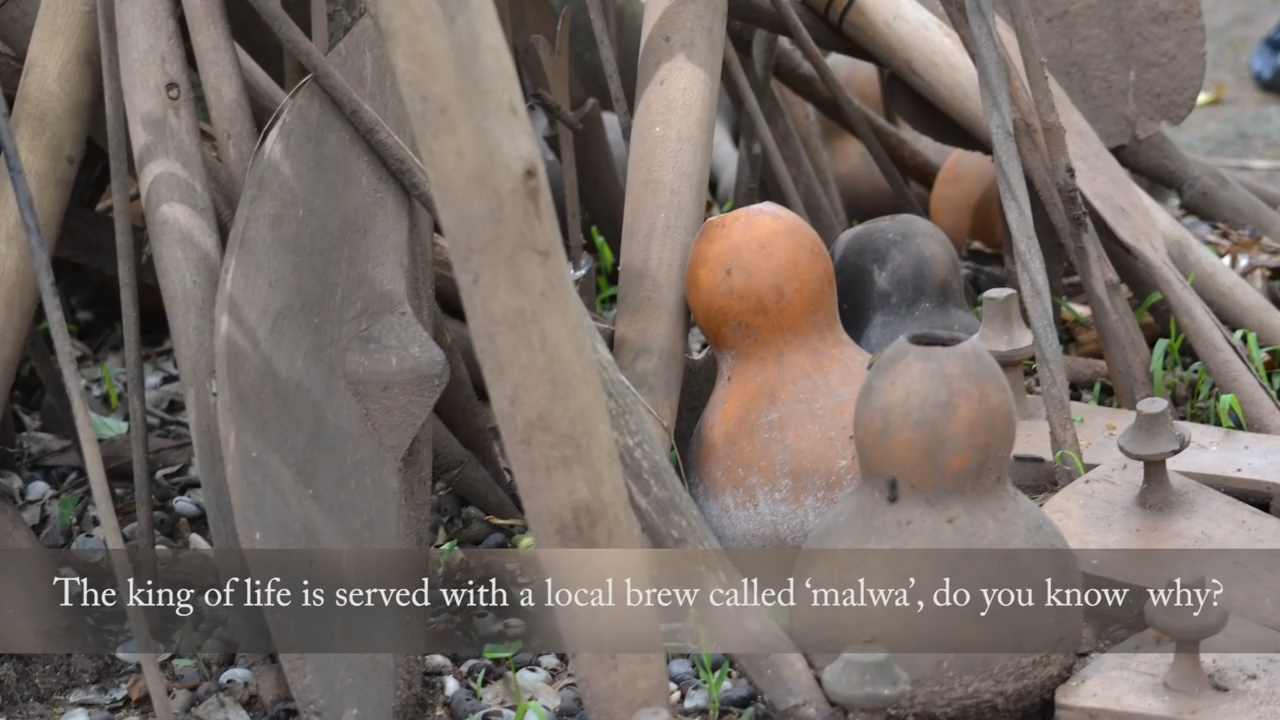 The king of life is served with a local brew called ‘malwa’, do you know  why?